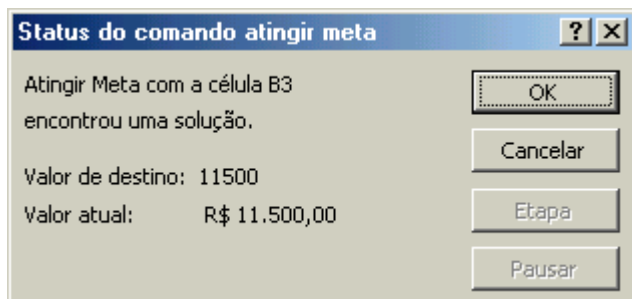 Status do comando atingir meta ? X
Atingir Meta com a célula B3 OK
encontrou uma solução.
Cancelar
Valor de destino: 11500
Valor atual: R$ 11.500,00 Etapa
Pausar